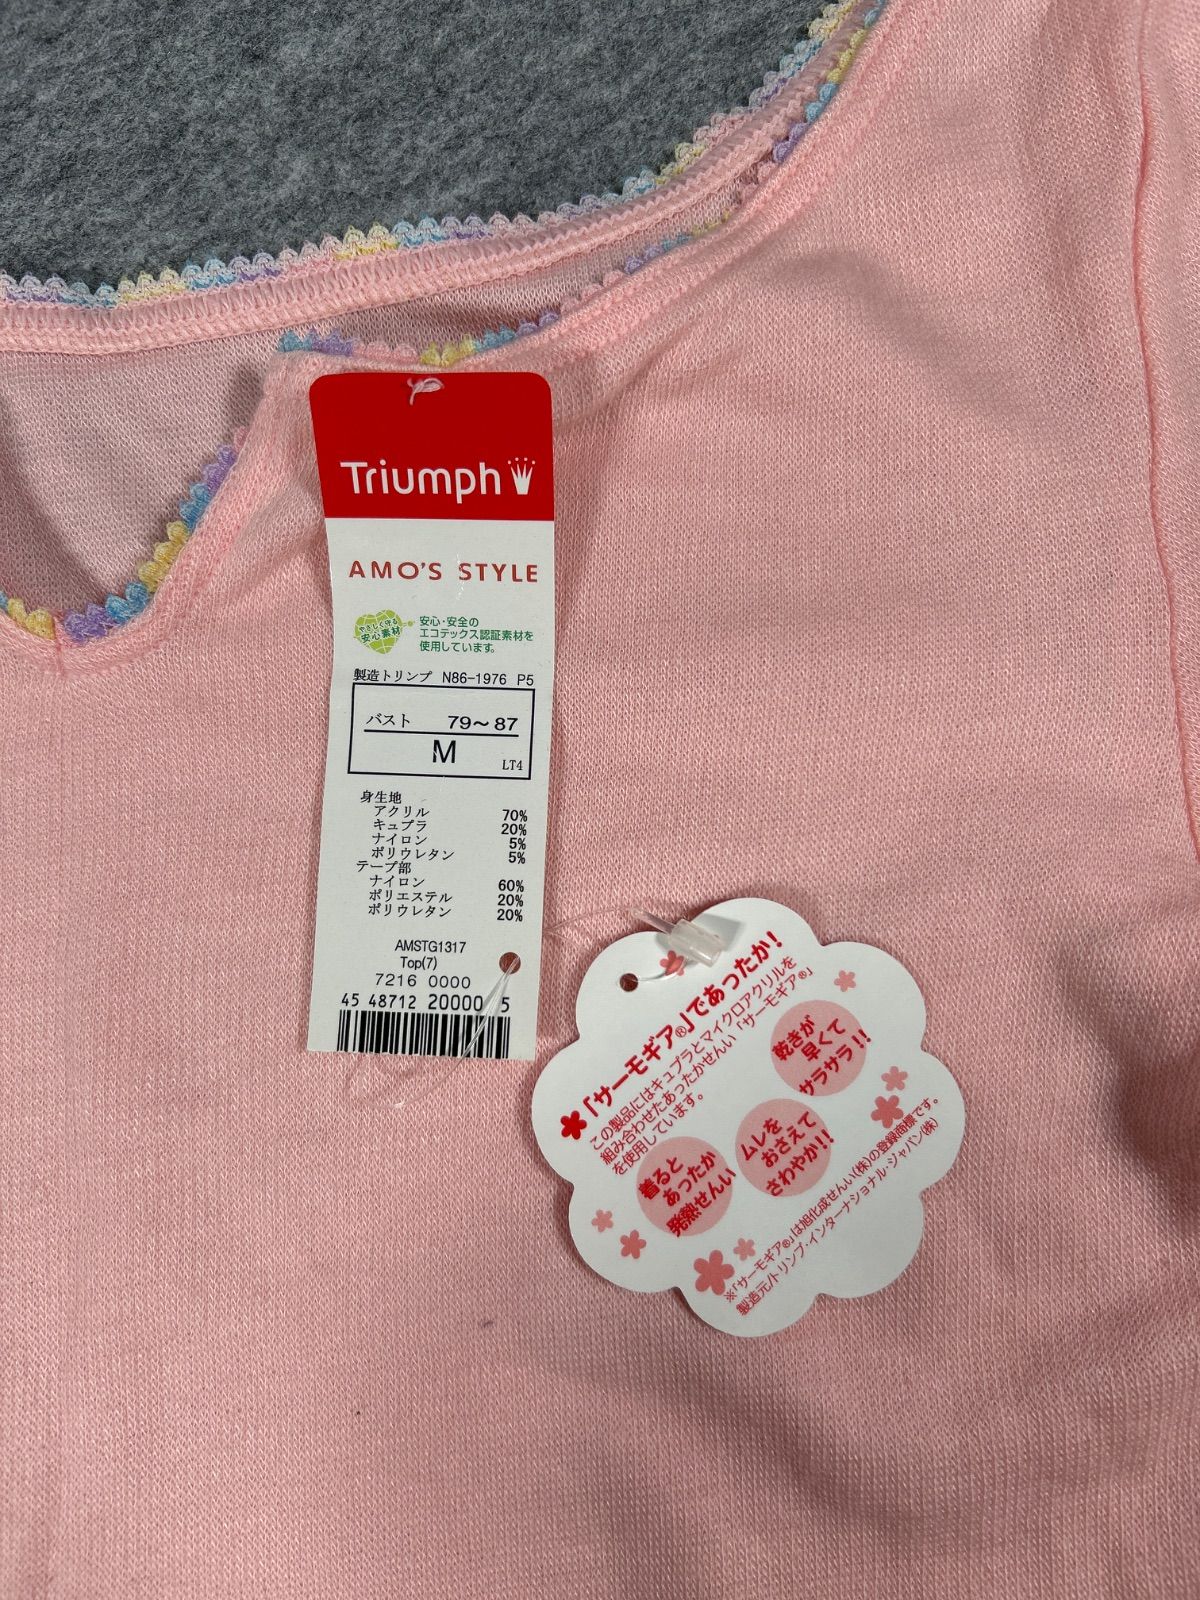 Triumph
AMO'S STYLE
やさしく守る
安心素材
安心・安全の
エコテックス認証素材を
使用しています。
製造トリンプ N86-1976 P5
バスト 79～87
M
LT4
身生地
アクリル 70%
キュプラ 20%
ナイロン 5%
ポリウレタン 5%
テープ部
ナイロン 60%
ポリエステル 20%
ポリウレタン 20%
AMSTG1317
Top(7)
7216 0000
45 48712 20000 5
「サーモギア®」であったか!
この製品にはキュプラとマイクロアクリルを
組み合わせたあったかせんい「サーモギア®」
を使用しています。
着ると
あったか
発熱せんい
ムレを
おさえて
さわやか!!
乾きが
早くて
サラサラ!!
※「サーモギア®」は旭化成せんい(株)の登録商標です。
製造元/トリンプ・インターナショナル・ジャパン(株)